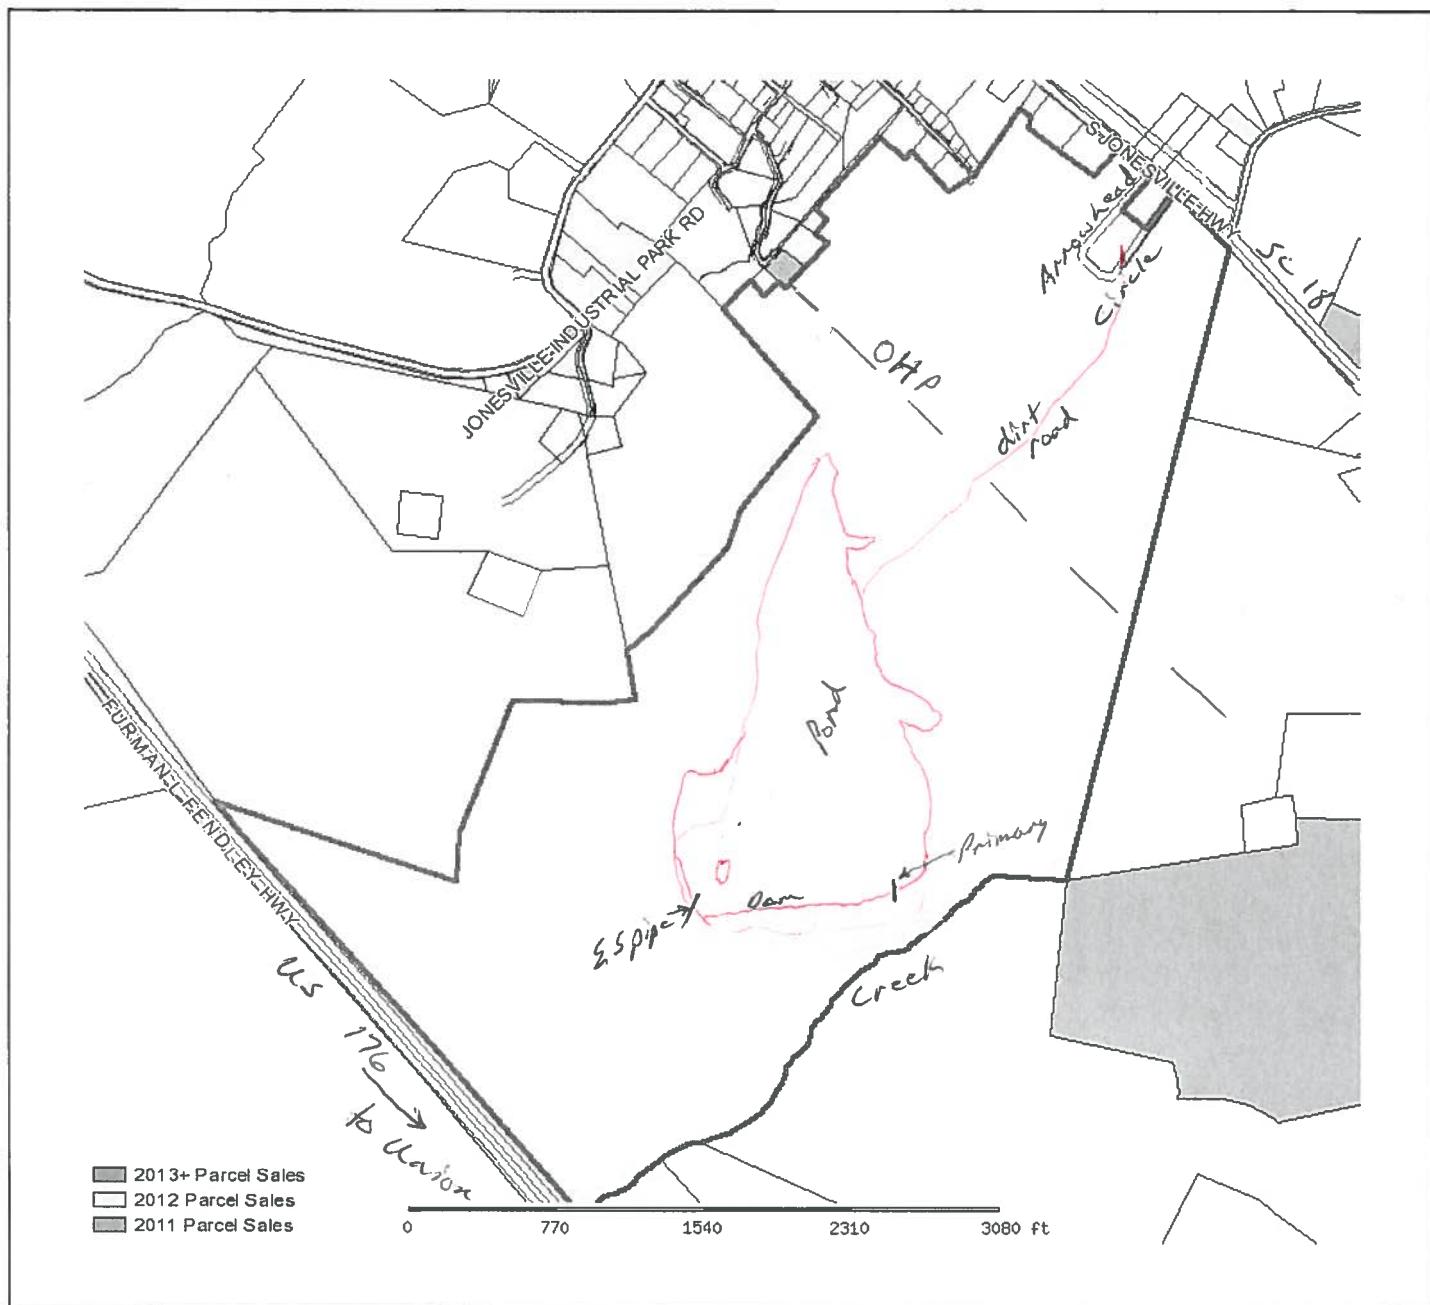 S JONESVILLE HWY
Arrowhead
Circle
SC 18
JONESVILLE INDUSTRIAL PARK RD
OHP
dirt
road
Pond
FURMAN L FENDLEY HWY
Primary
Dam
ES pipe
Creek
US
176
to Union
2013+ Parcel Sales
2012 Parcel Sales
2011 Parcel Sales
0 770 1540 2310 3080 ft